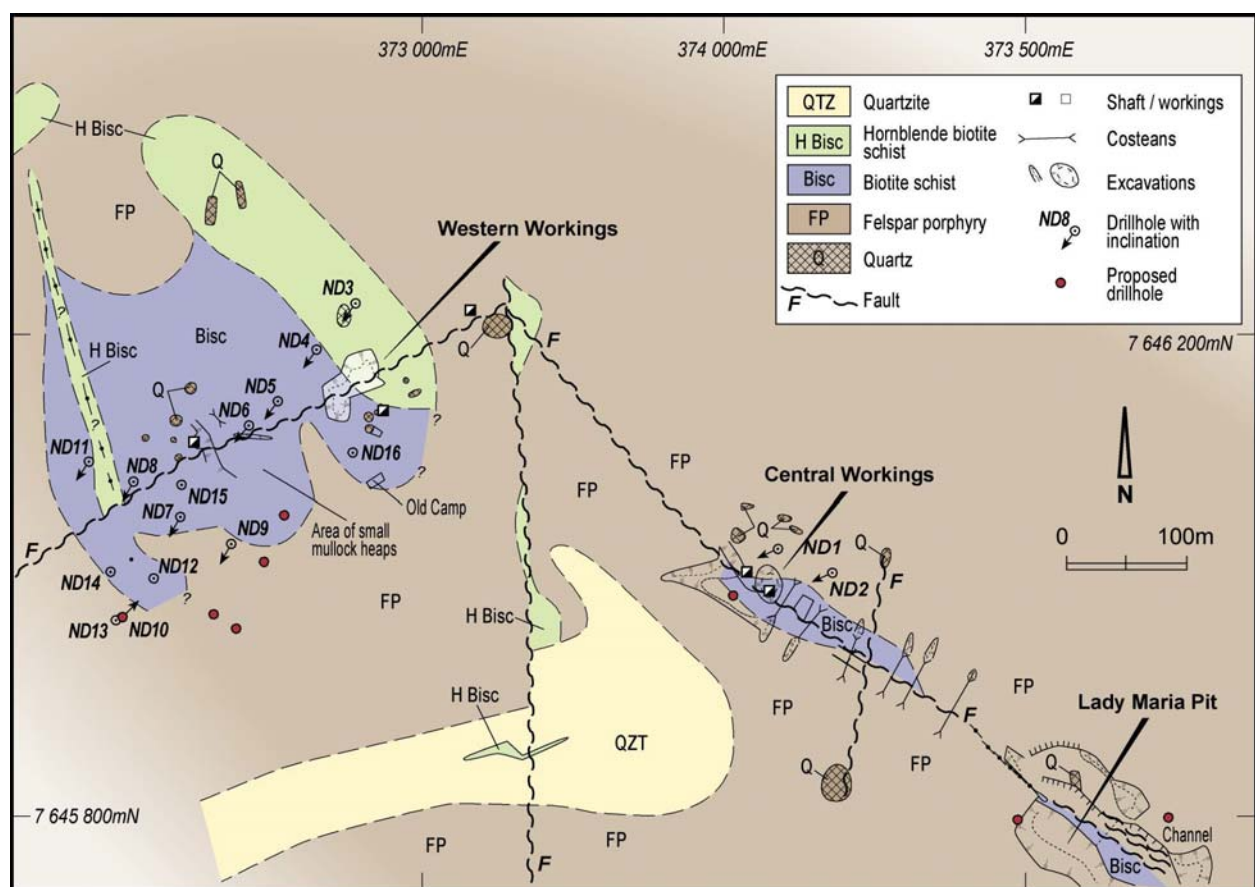 373 000mE
374 000mE
373 500mE
QTZ Quartzite
H Bisc Hornblende biotite schist
Bisc Biotite schist
FP Felspar porphyry
Q Quartz
F Fault
Shaft / workings
Costeans
Excavations
ND8 Drillhole with inclination
Proposed drillhole
H Bisc
Q
FP
Western Workings
ND3
Bisc
ND4
H Bisc
Q
F
7 646 200mN
?
Q
ND5
ND6
?
?
ND11
ND8
ND16
?
FP
Central Workings
N
ND15
Old Camp
FP
ND7
ND9
Area of small
mullock heaps
Q
Q
0 100m
F
ND1
F
ND14
ND12
ND2
?
FP
H Bisc
Bisc
ND13
ND10
H Bisc
FP
FP
F
Lady Maria Pit
QZT
FP
Q
Q
7 645 800mN
Channel
FP
FP
F
Bisc